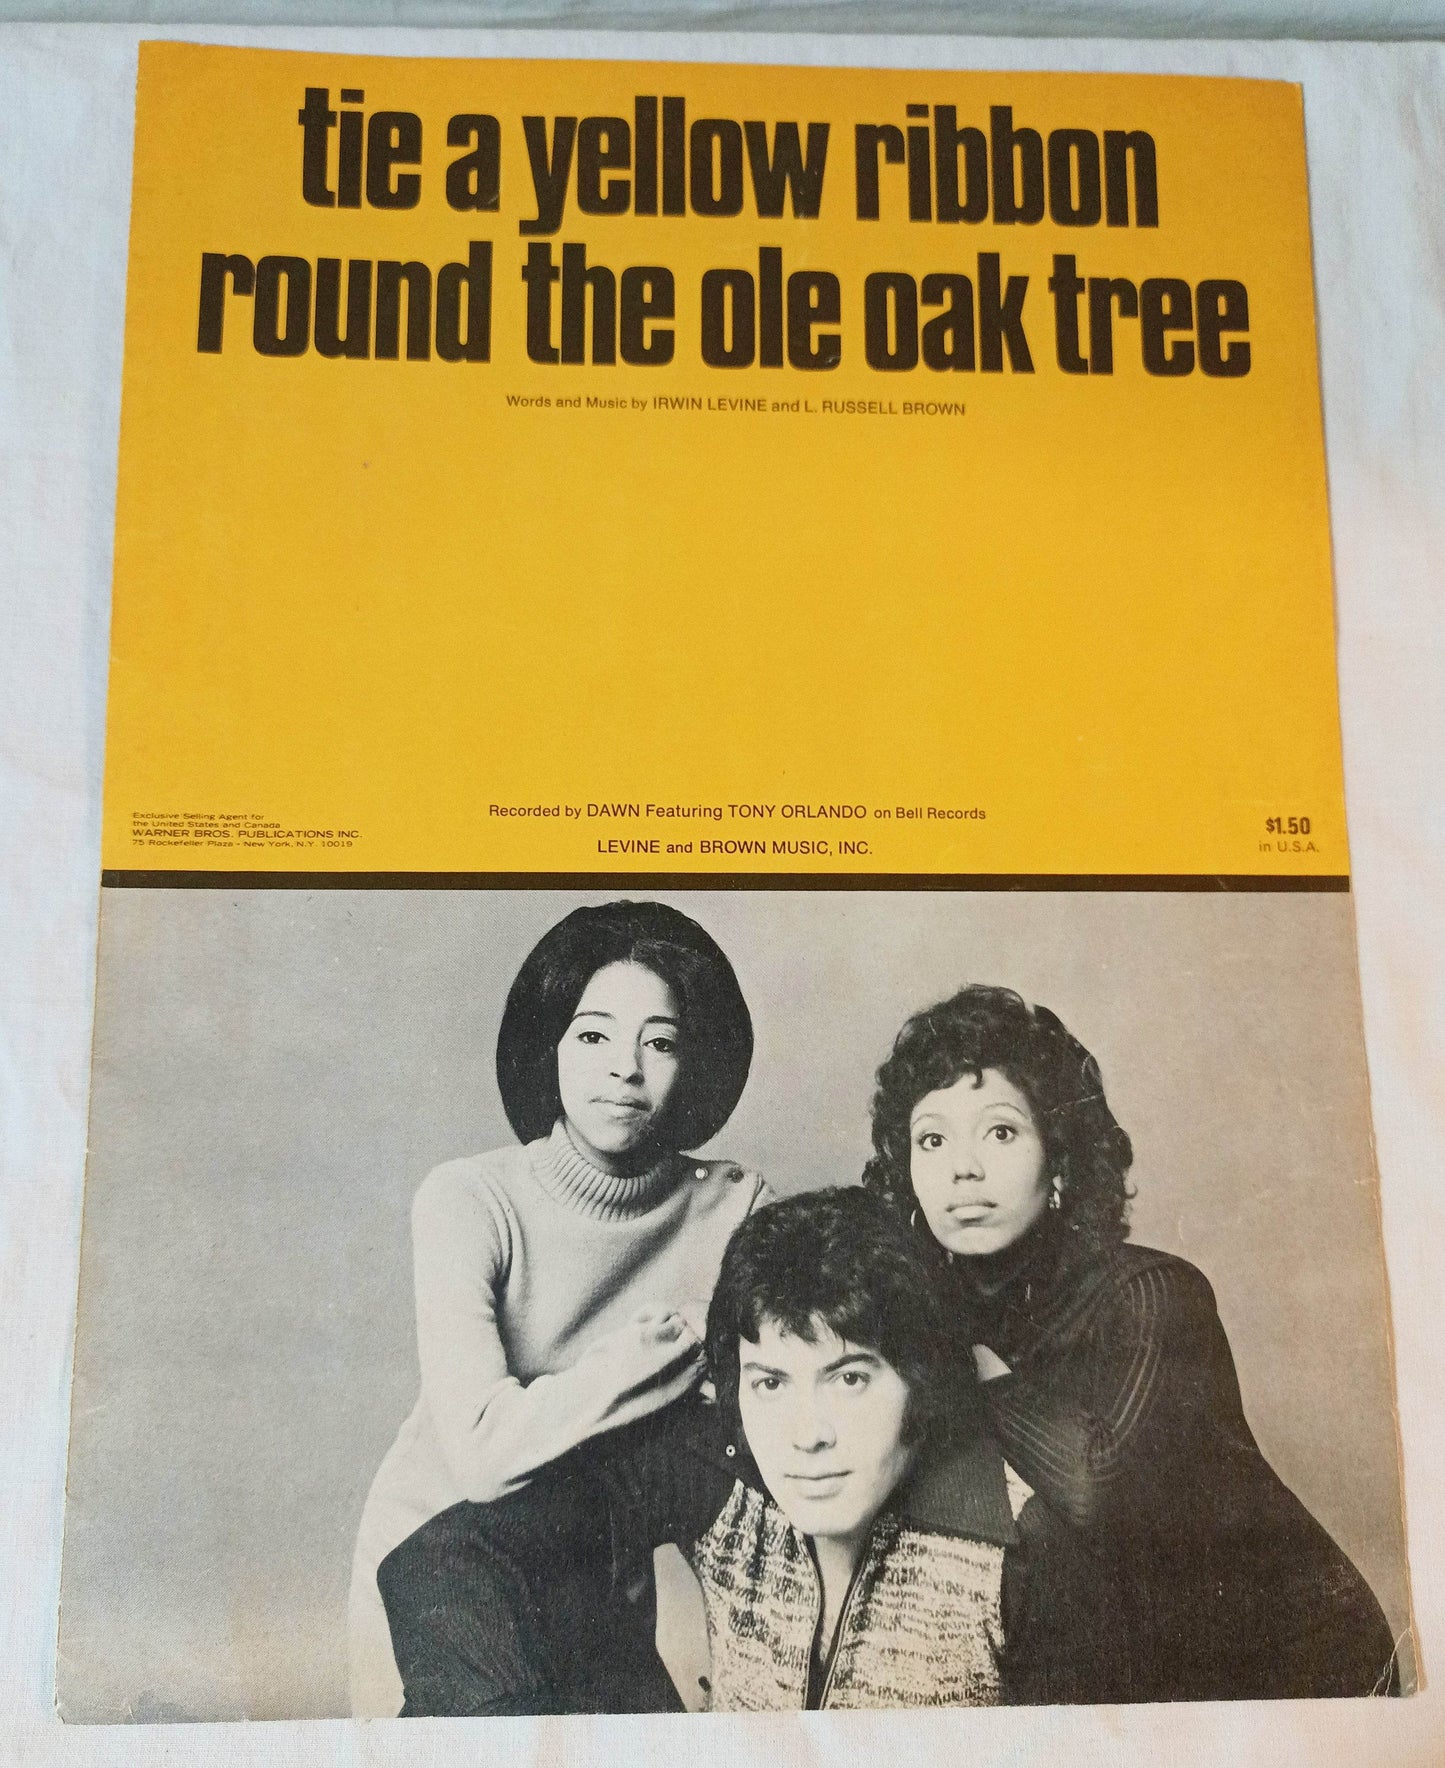 tie a yellow ribbon
round the ole oak tree
Words and Music by IRWIN LEVINE and L. RUSSELL BROWN
Exclusive Selling Agent for
the United States and Canada
WARNER BROS. PUBLICATIONS INC.
75 Rockefeller Plaza - New York, N.Y. 10019
Recorded by DAWN Featuring TONY ORLANDO on Bell Records
LEVINE and BROWN MUSIC, INC.
$1.50
in U.S.A.